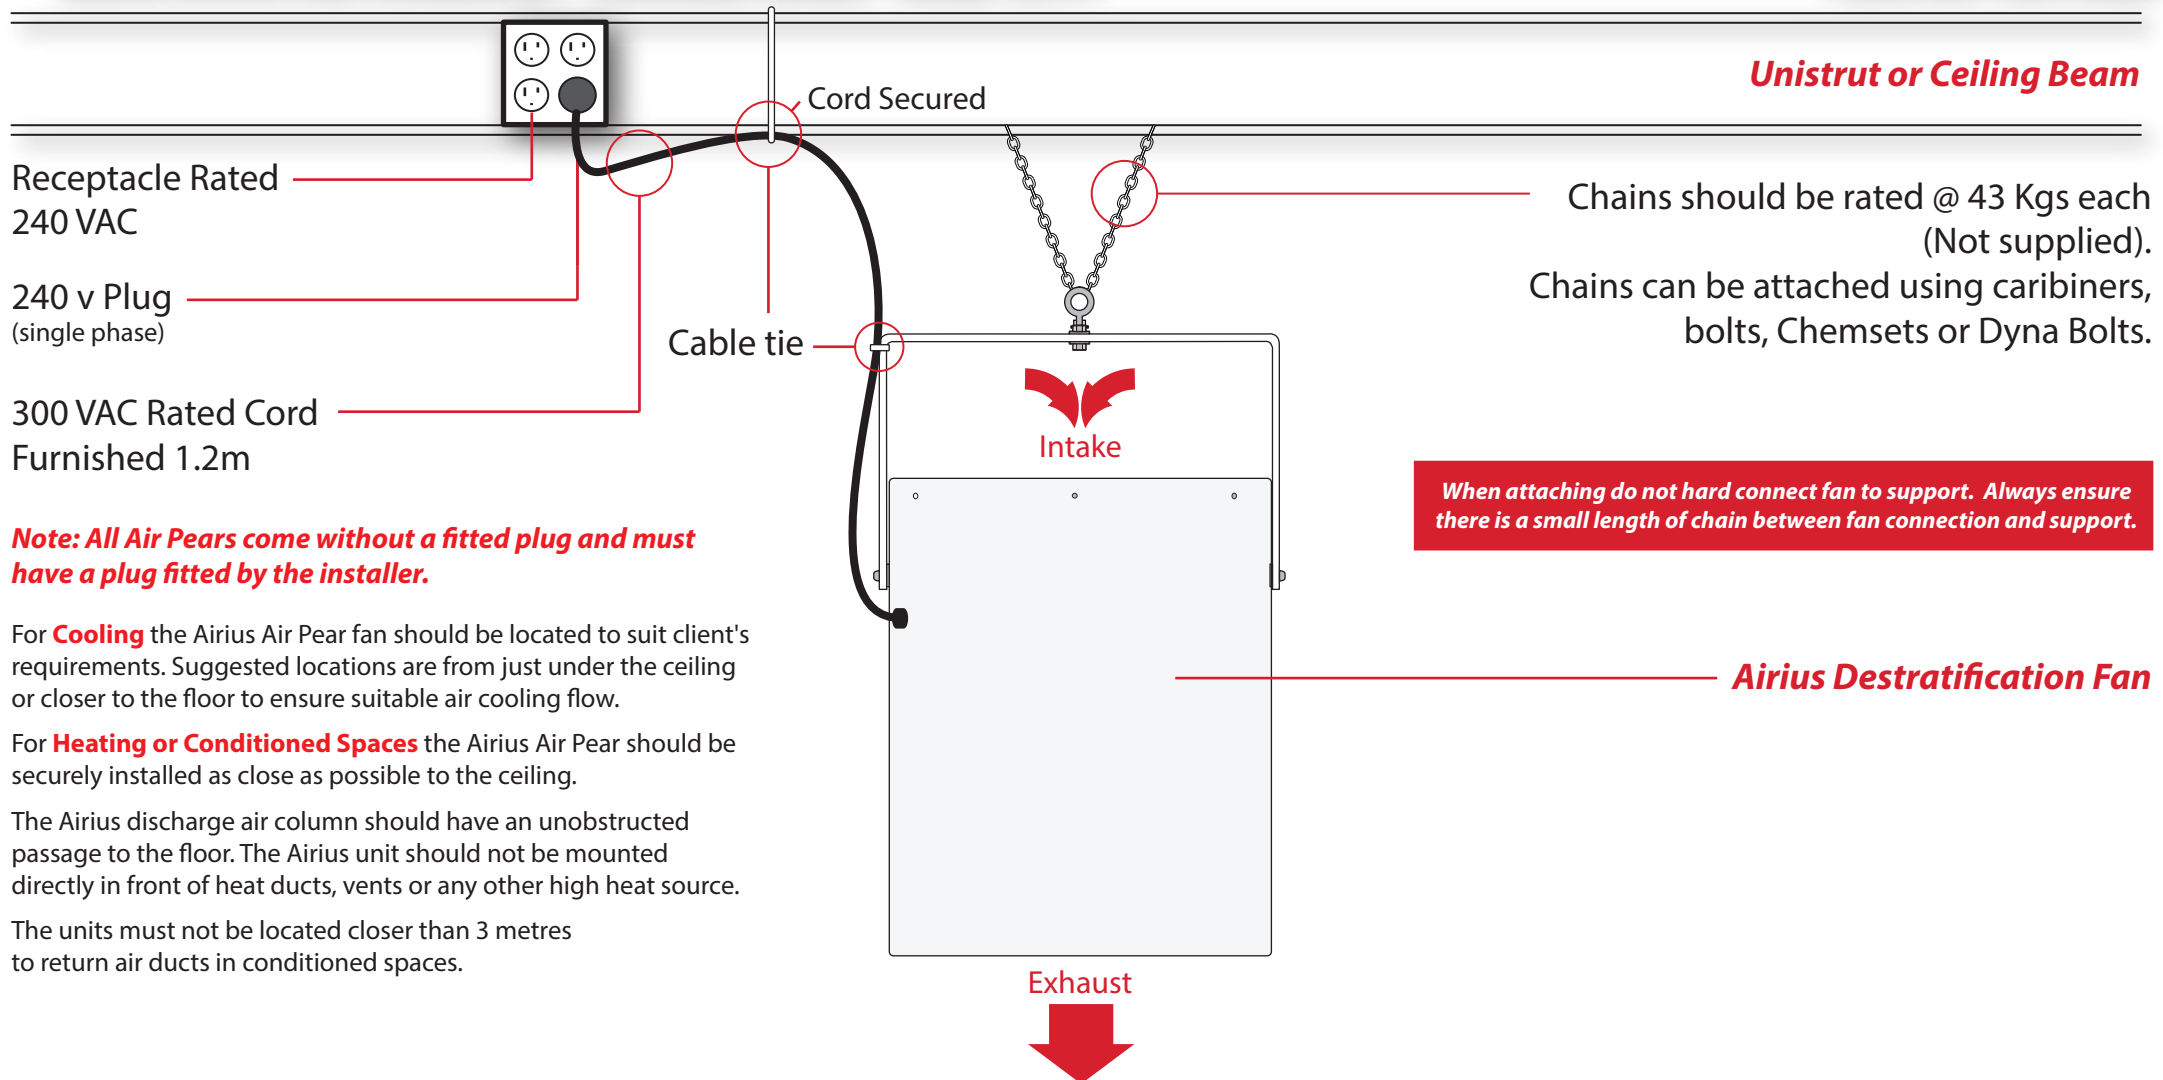 Unistrut or Ceiling Beam
Cord Secured
Receptacle Rated
240 VAC
240 v Plug
(single phase)
300 VAC Rated Cord
Furnished 1.2m
Cable tie
Chains should be rated @ 43 Kgs each
(Not supplied).
Chains can be attached using caribiners,
bolts, Chemsets or Dyna Bolts.
Intake
When attaching do not hard connect fan to support. Always ensure
there is a small length of chain between fan connection and support.
Note: All Air Pears come without a fitted plug and must
have a plug fitted by the installer.
For Cooling the Airius Air Pear fan should be located to suit client's
requirements. Suggested locations are from just under the ceiling
or closer to the floor to ensure suitable air cooling flow.
For Heating or Conditioned Spaces the Airius Air Pear should be
securely installed as close as possible to the ceiling.
The Airius discharge air column should have an unobstructed
passage to the floor. The Airius unit should not be mounted
directly in front of heat ducts, vents or any other high heat source.
The units must not be located closer than 3 metres
to return air ducts in conditioned spaces.
Airius Destratification Fan
Exhaust